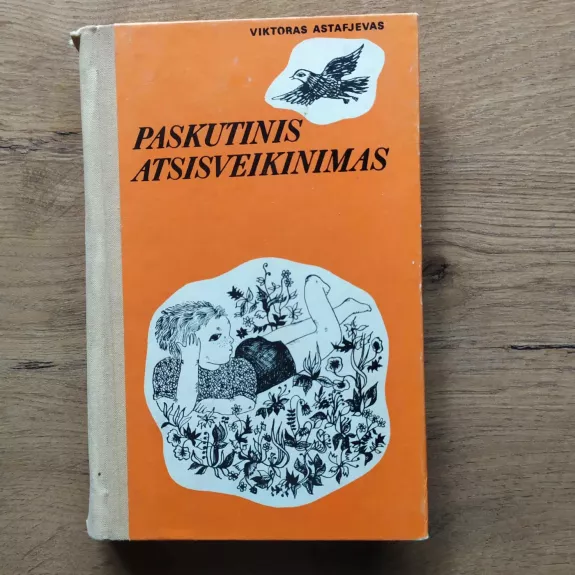 VIKTORAS ASTAFJEVAS
PASKUTINIS
ATSISVEIKINIMAS